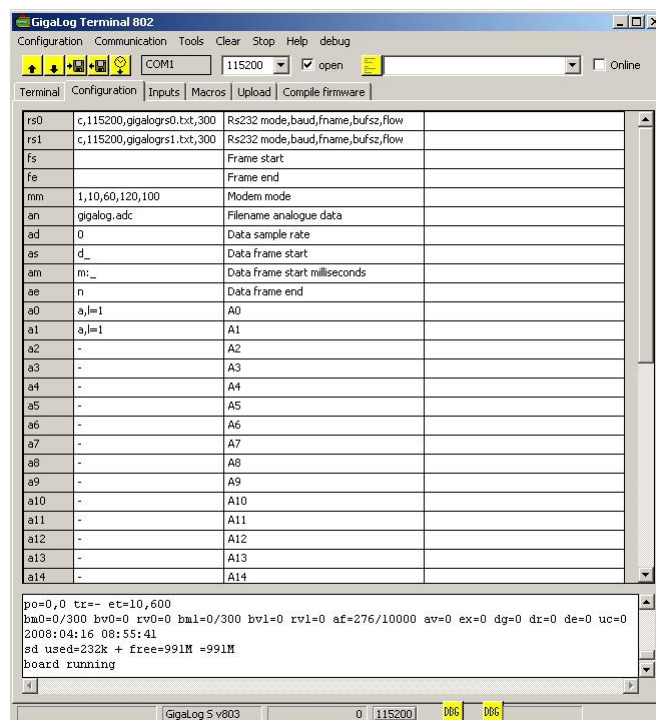 GigaLog Terminal 802
Configuration Communication Tools Clear Stop Help debug
COM1 115200 open Online
Terminal Configuration Inputs Macros Upload Compile firmware
rs0 c,115200,gigalogrs0.txt,300 Rs232 mode,baud,fname,bufsz,flow
rs1 c,115200,gigalogrs1.txt,300 Rs232 mode,baud,fname,bufsz,flow
fs Frame start
fe Frame end
mm 1,10,60,120,100 Modem mode
an gigalog.adc Filename analogue data
ad 0 Data sample rate
as d_ Data frame start
am m:_ Data frame start milliseconds
ae n Data frame end
a0 a,l=1 A0
a1 a,l=1 A1
a2 - A2
a3 - A3
a4 - A4
a5 - A5
a6 - A6
a7 - A7
a8 - A8
a9 - A9
a10 - A10
a11 - A11
a12 - A12
a13 - A13
a14 - A14
po=0,0 tr=- et=10,600
bm0=0/300 bv0=0 rv0=0 bm1=0/300 bv1=0 rv1=0 af=276/10000 av=0 ex=0 dg=0 dr=0 de=0 uc=0
2008:04:16 08:55:41
sd used=232k + free=991M =991M
board running
GigaLog S v803 0 115200 DBG DBG